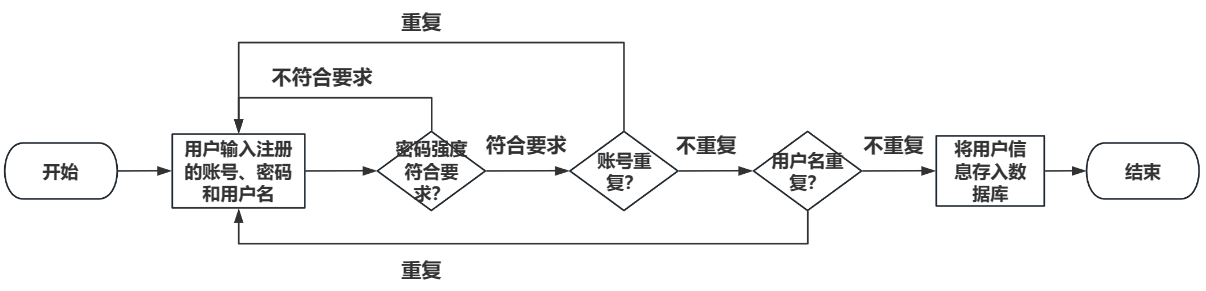 重复
不符合要求
开始
用户输入注册
的账号、密码
和用户名
密码强度
符合要
求?
符合要求
账号重
复?
不重复
用户名重
复?
不重复
将用户信
息存入数
据库
结束
重复